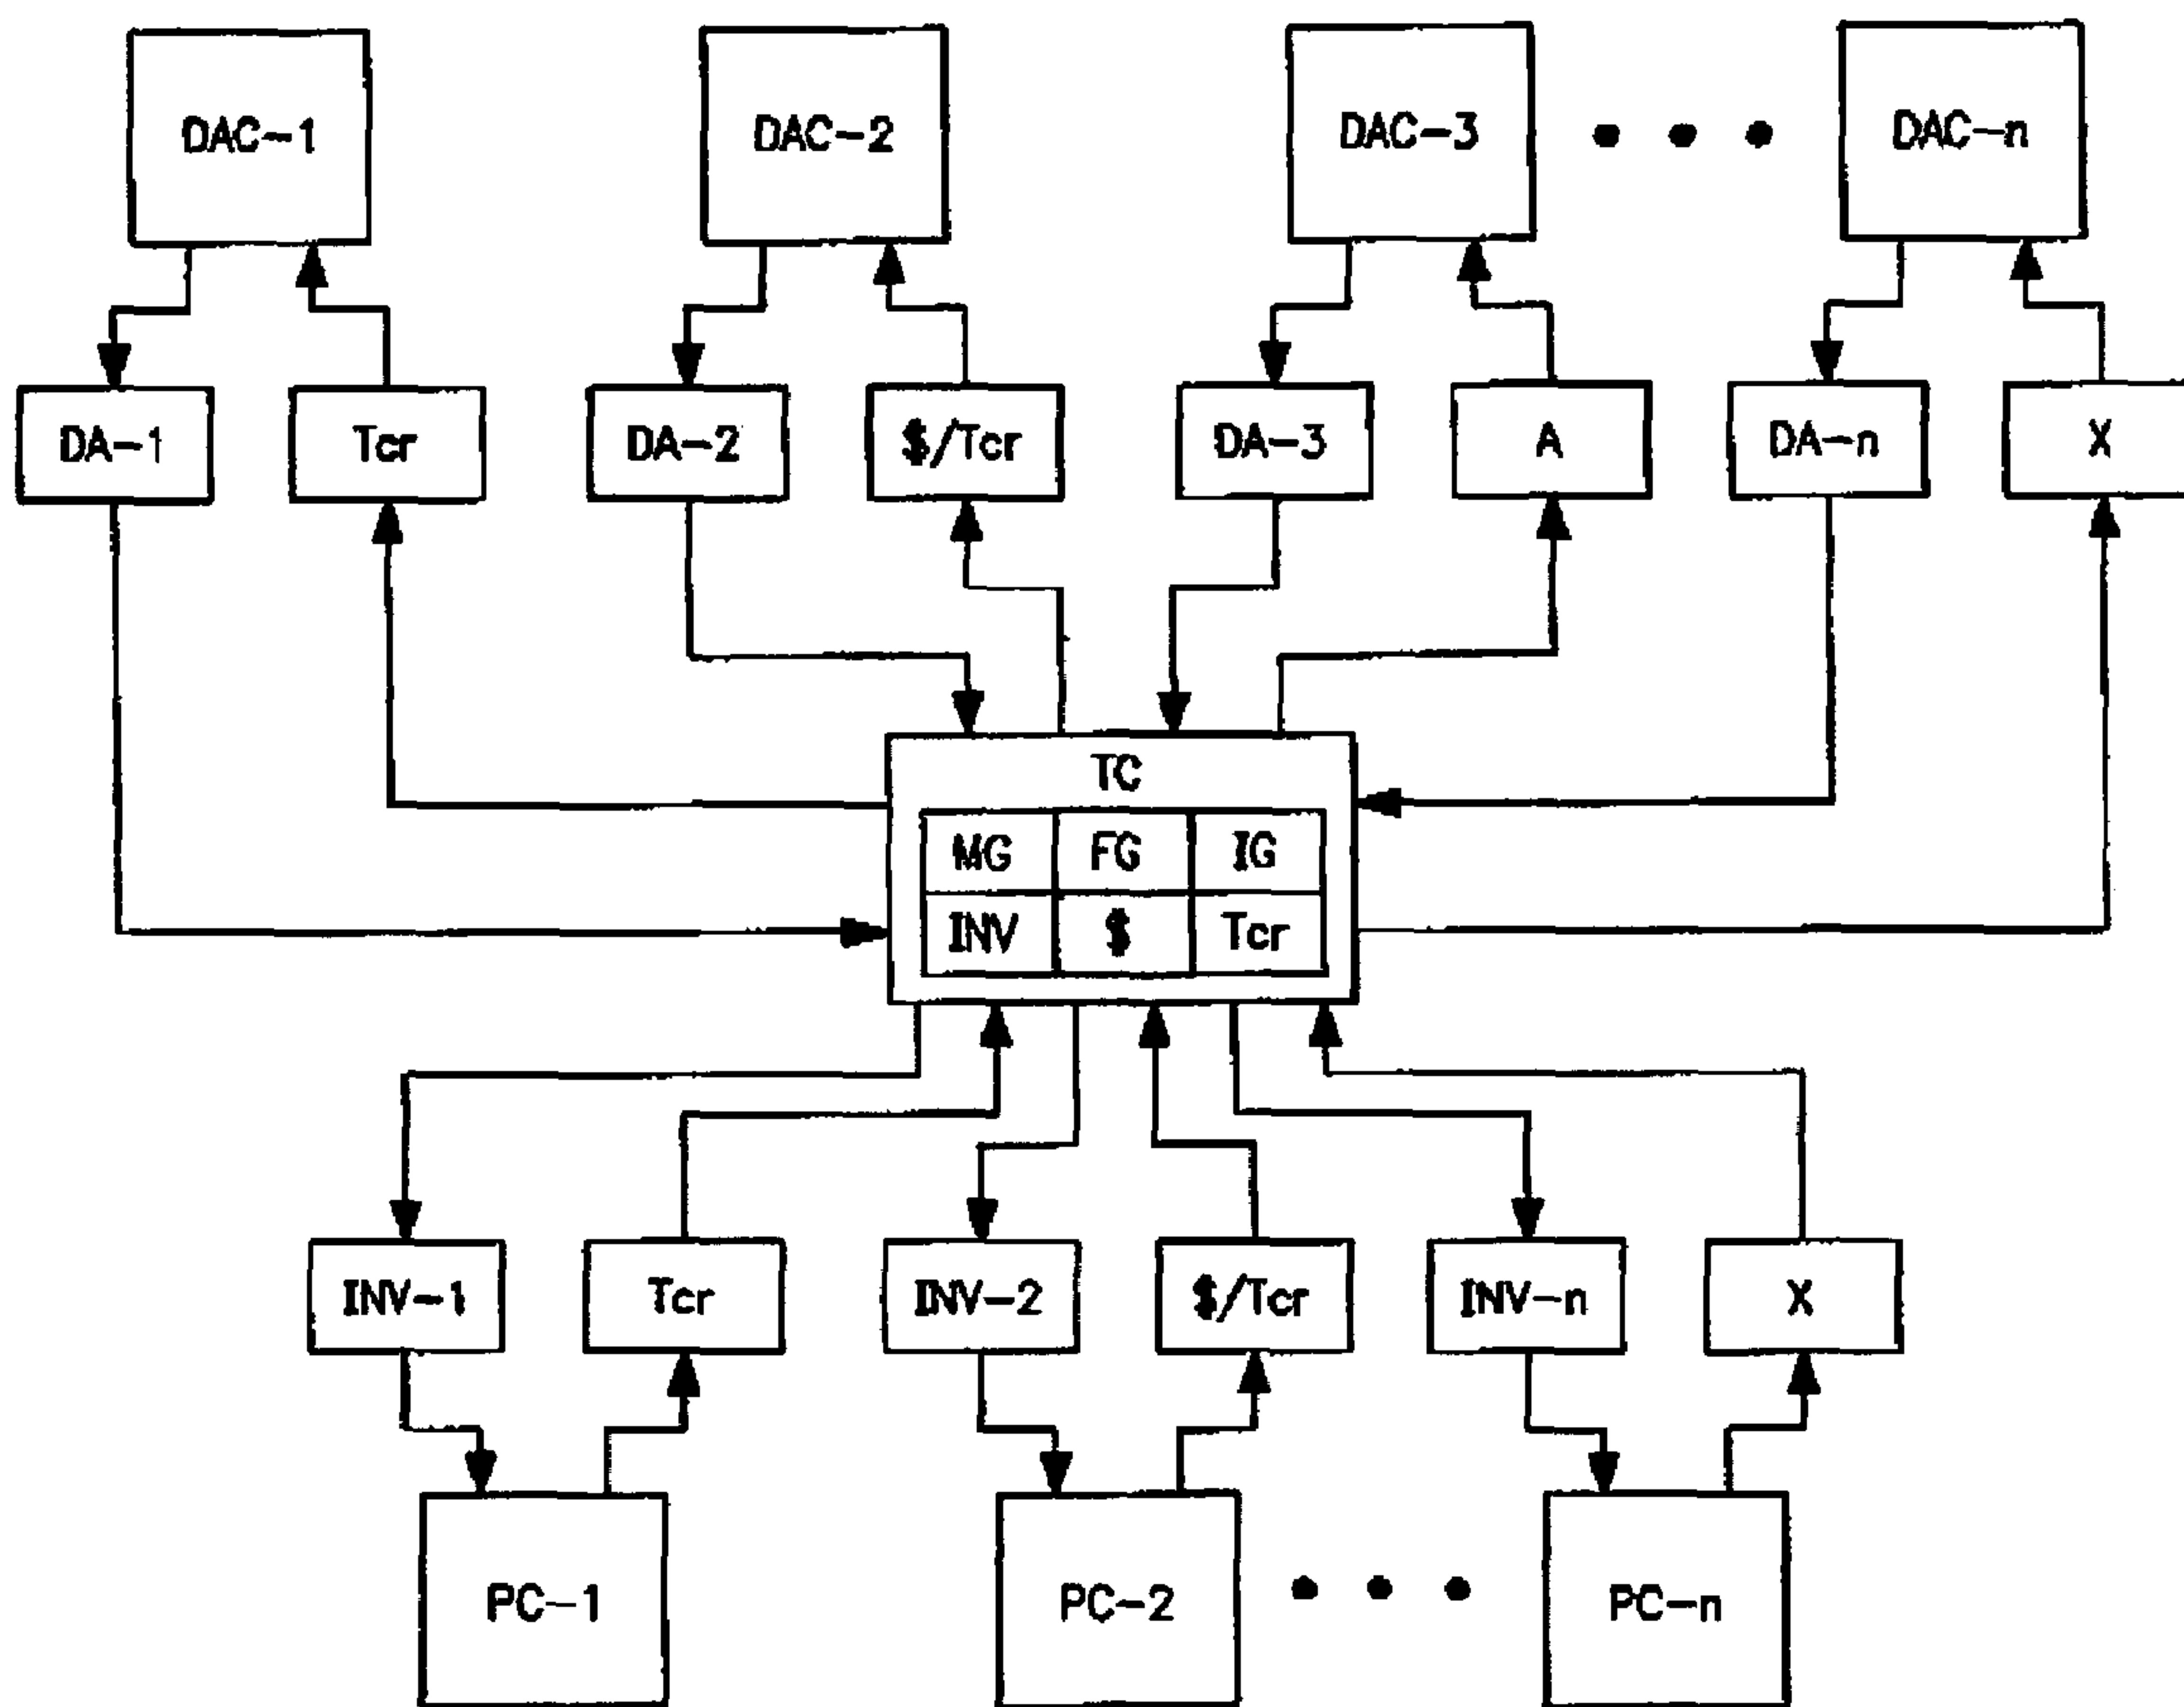 DAC-1
DAC-2
DAC-3
DAC-n
DA-1
Tcr
DA-2
$/Tcr
DA-3
A
DA-n
X
TC
MG
FG
IG
INV
$
Tcr
INV-1
Tcr
INV-2
$/Tcr
INV-n
X
PC-1
PC-2
PC-n